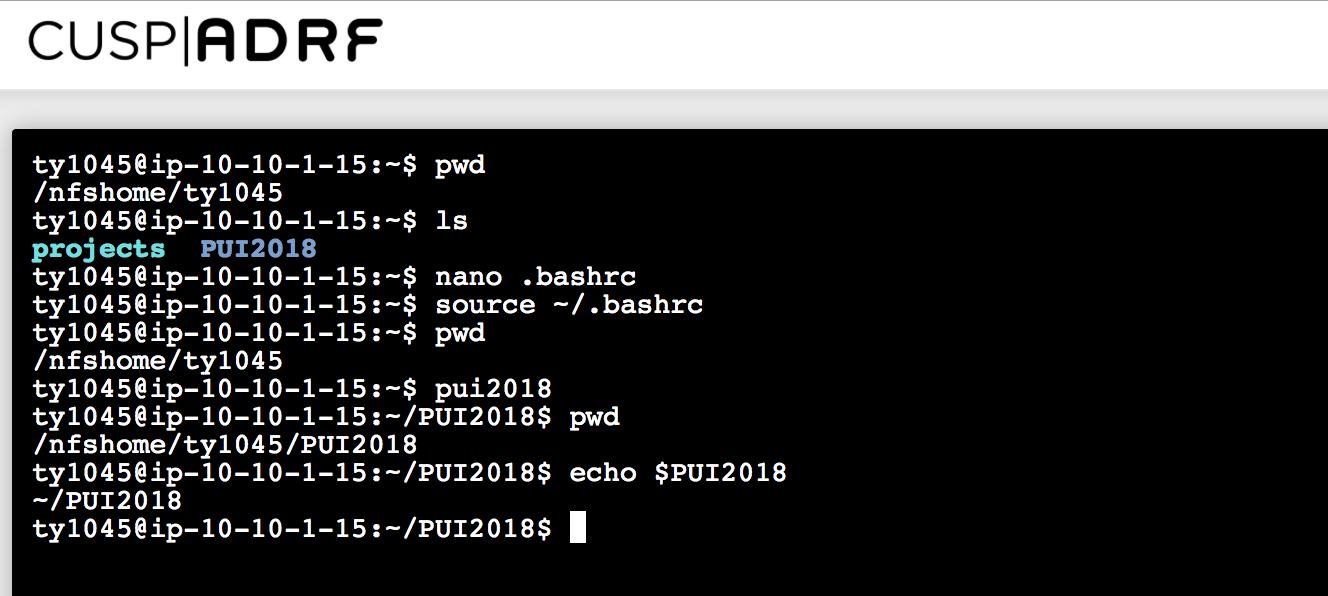 CUSP|ADRF
ty1045@ip-10-10-1-15:~$ pwd
/nfshome/ty1045
ty1045@ip-10-10-1-15:~$ ls
projects  PUI2018
ty1045@ip-10-10-1-15:~$ nano .bashrc
ty1045@ip-10-10-1-15:~$ source ~/.bashrc
ty1045@ip-10-10-1-15:~$ pwd
/nfshome/ty1045
ty1045@ip-10-10-1-15:~$ pui2018
ty1045@ip-10-10-1-15:~/PUI2018$ pwd
/nfshome/ty1045/PUI2018
ty1045@ip-10-10-1-15:~/PUI2018$ echo $PUI2018
~/PUI2018
ty1045@ip-10-10-1-15:~/PUI2018$